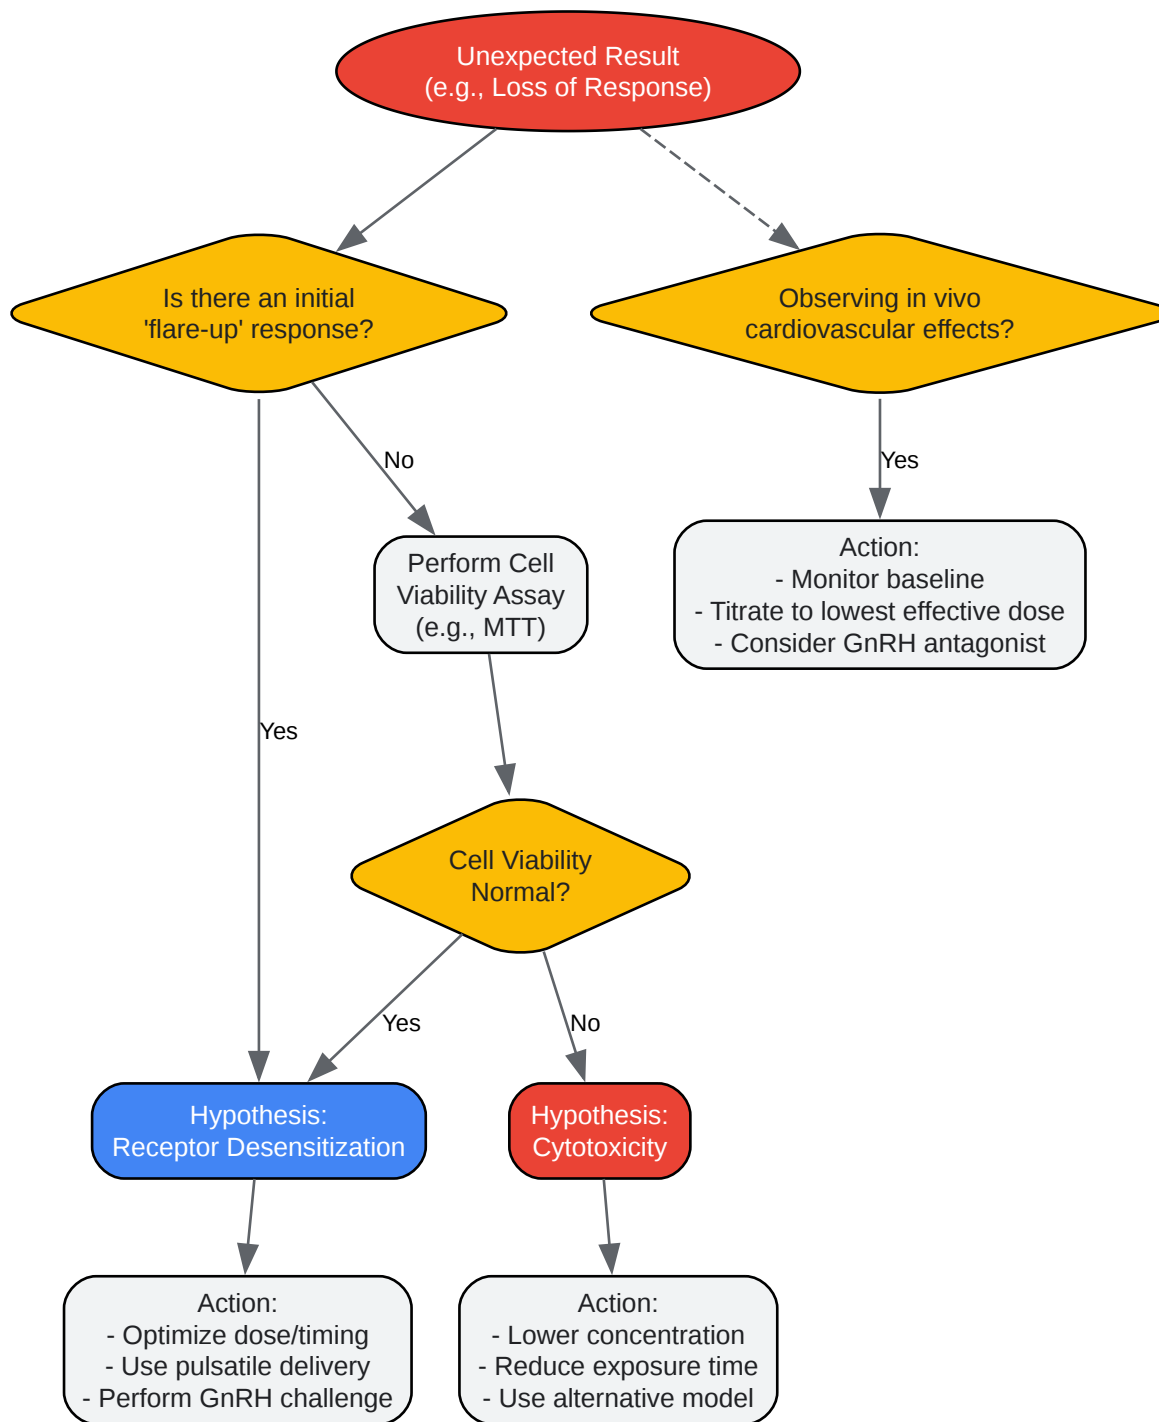 Unexpected Result
(e.g., Loss of Response)
Is there an initial
'flare-up' response?
Observing in vivo
cardiovascular effects?
No
Yes
Perform Cell
Viability Assay
(e.g., MTT)
Action:
- Monitor baseline
- Titrate to lowest effective dose
- Consider GnRH antagonist
Yes
Cell Viability
Normal?
Yes
No
Hypothesis:
Receptor Desensitization
Hypothesis:
Cytotoxicity
Action:
- Optimize dose/timing
- Use pulsatile delivery
- Perform GnRH challenge
Action:
- Lower concentration
- Reduce exposure time
- Use alternative model